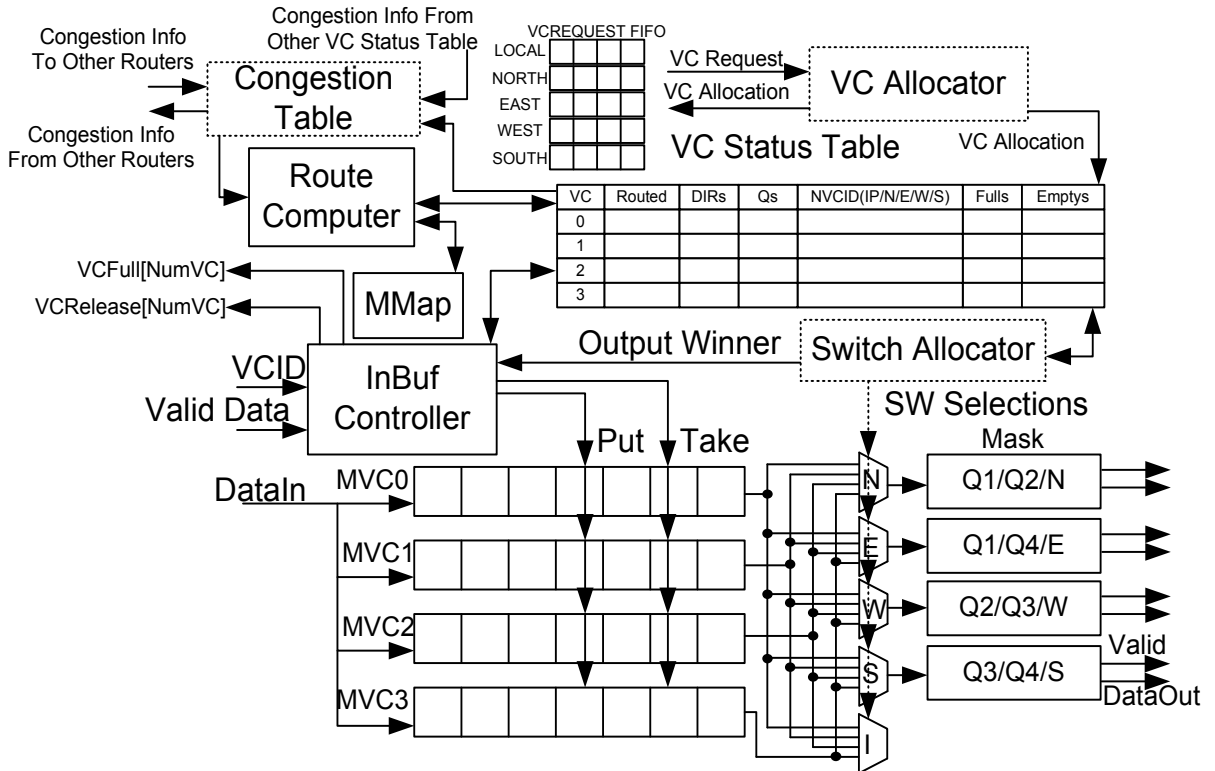 Congestion Info
To Other Routers
Congestion Info From
Other VC Status Table
Congestion
Table
Congestion Info
From Other Routers
VCREQUEST FIFO
LOCAL
NORTH
EAST
WEST
SOUTH
VC Request
VC Allocation
VC Allocator
VC Allocation
VC Status Table
Route
Computer
VC Routed DIRs Qs NVCID(IP/N/E/W/S) Fulls Emptys
0
1
2
3
VCFull[NumVC]
VCRelease[NumVC]
MMap
Output Winner
Switch Allocator
VCID
Valid Data
InBuf
Controller
SW Selections
Put
Take
Mask
DataIn
MVC0
MVC1
MVC2
MVC3
N
E
W
S
I
Q1/Q2/N
Q1/Q4/E
Q2/Q3/W
Q3/Q4/S
Valid
DataOut